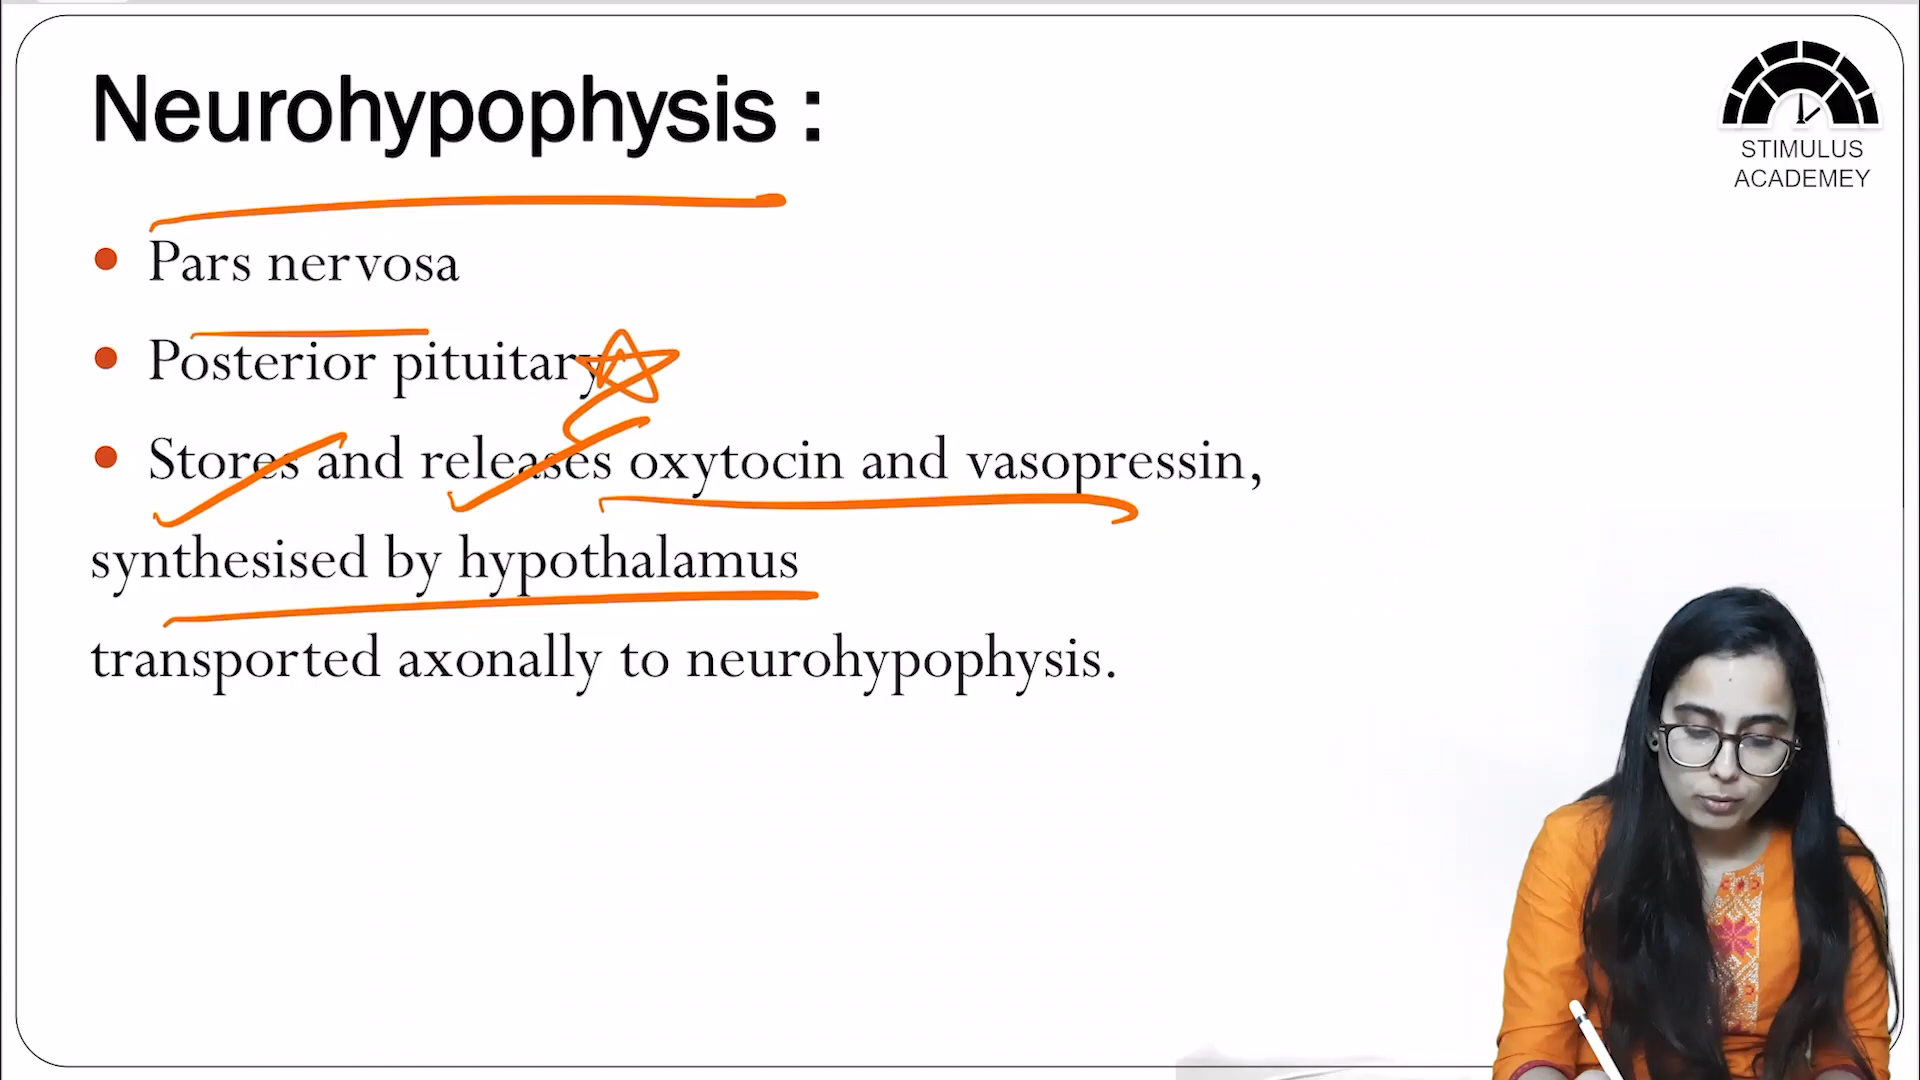 Neurohypophysis :
STIMULUS
ACADEMEY
• Pars nervosa
• Posterior pituitary
• Stores and releases oxytocin and vasopressin,
synthesised by hypothalamus
transported axonally to neurohypophysis.